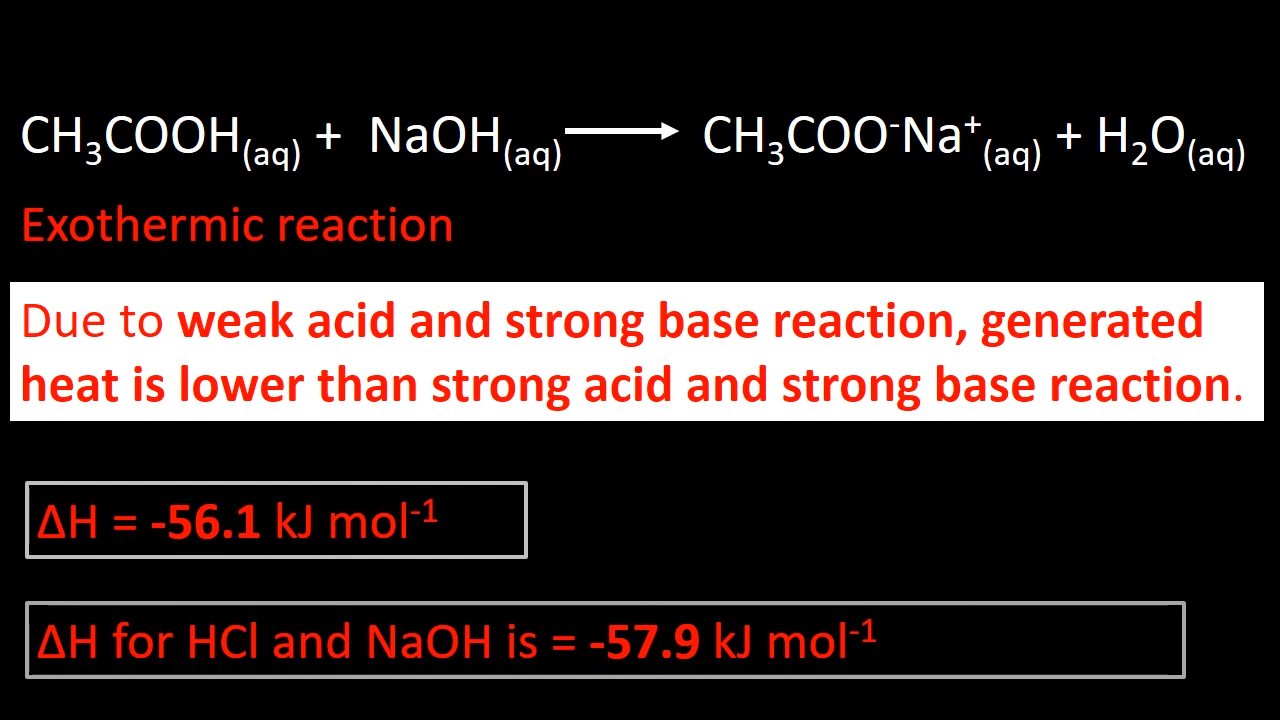 CH₃COOH₍aq₎ + NaOH₍aq₎ ⟶ CH₃COO⁻Na⁺₍aq₎ + H₂O₍aq₎
Exothermic reaction
Due to weak acid and strong base reaction, generated
heat is lower than strong acid and strong base reaction.
ΔH = -56.1 kJ mol⁻¹
ΔH for HCl and NaOH is = -57.9 kJ mol⁻¹